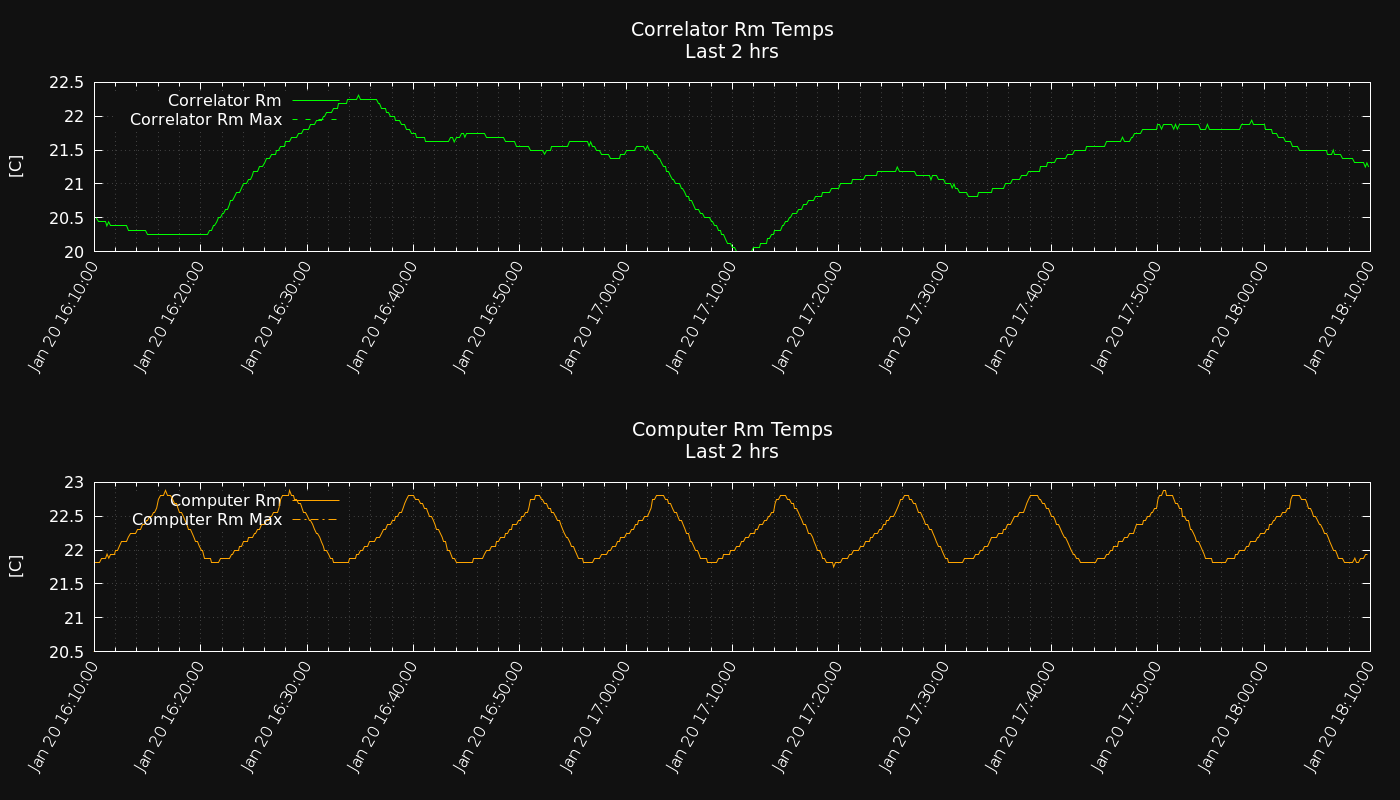 Correlator Rm Temps
Last 2 hrs
22.5
22
21.5
21
20.5
20
[C]
Correlator Rm
Correlator Rm Max
Jan 20 16:10:00
Jan 20 16:20:00
Jan 20 16:30:00
Jan 20 16:40:00
Jan 20 16:50:00
Jan 20 17:00:00
Jan 20 17:10:00
Jan 20 17:20:00
Jan 20 17:30:00
Jan 20 17:40:00
Jan 20 17:50:00
Jan 20 18:00:00
Jan 20 18:10:00
Computer Rm Temps
Last 2 hrs
23
22.5
22
21.5
21
20.5
[C]
Computer Rm
Computer Rm Max
Jan 20 16:10:00
Jan 20 16:20:00
Jan 20 16:30:00
Jan 20 16:40:00
Jan 20 16:50:00
Jan 20 17:00:00
Jan 20 17:10:00
Jan 20 17:20:00
Jan 20 17:30:00
Jan 20 17:40:00
Jan 20 17:50:00
Jan 20 18:00:00
Jan 20 18:10:00